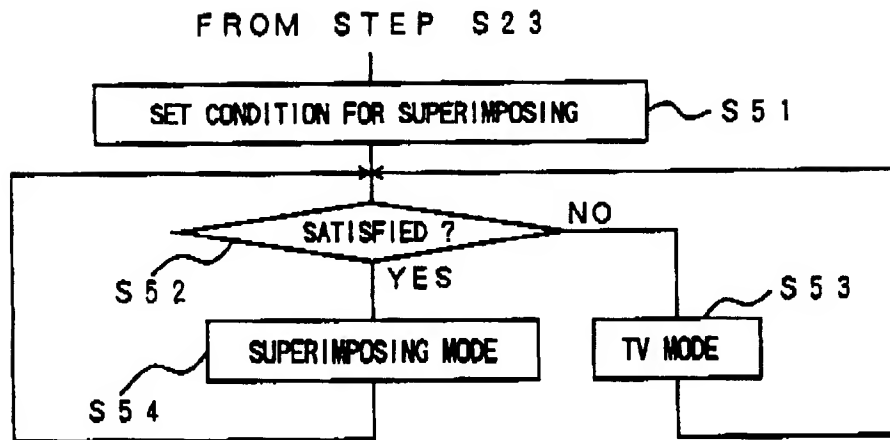 FROM STEP S23
SET CONDITION FOR SUPERIMPOSING
S51
SATISFIED ?
NO
S52
YES
S53
SUPERIMPOSING MODE
TV MODE
S54